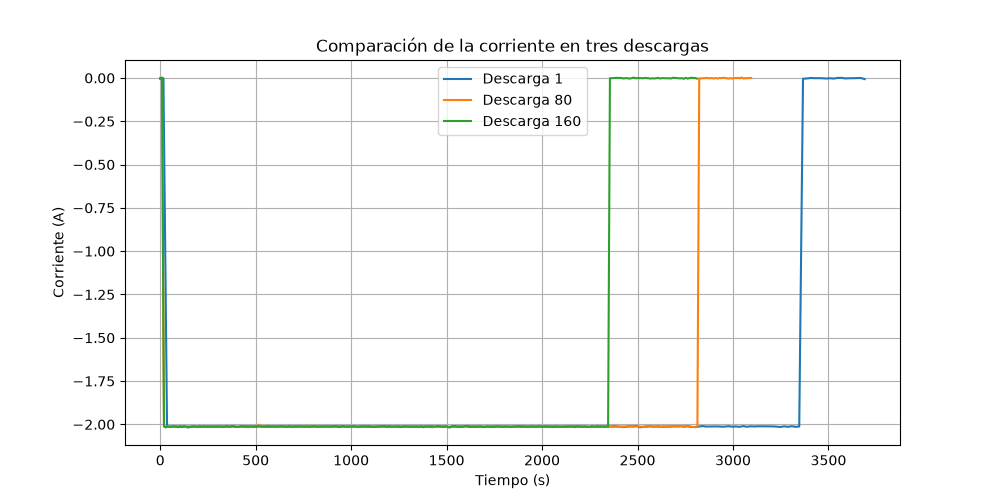 Comparación de la corriente en tres descargas
Corriente (A)
0.00
−0.25
−0.50
−0.75
−1.00
−1.25
−1.50
−1.75
−2.00
Descarga 1
Descarga 80
Descarga 160
0 500 1000 1500 2000 2500 3000 3500
Tiempo (s)